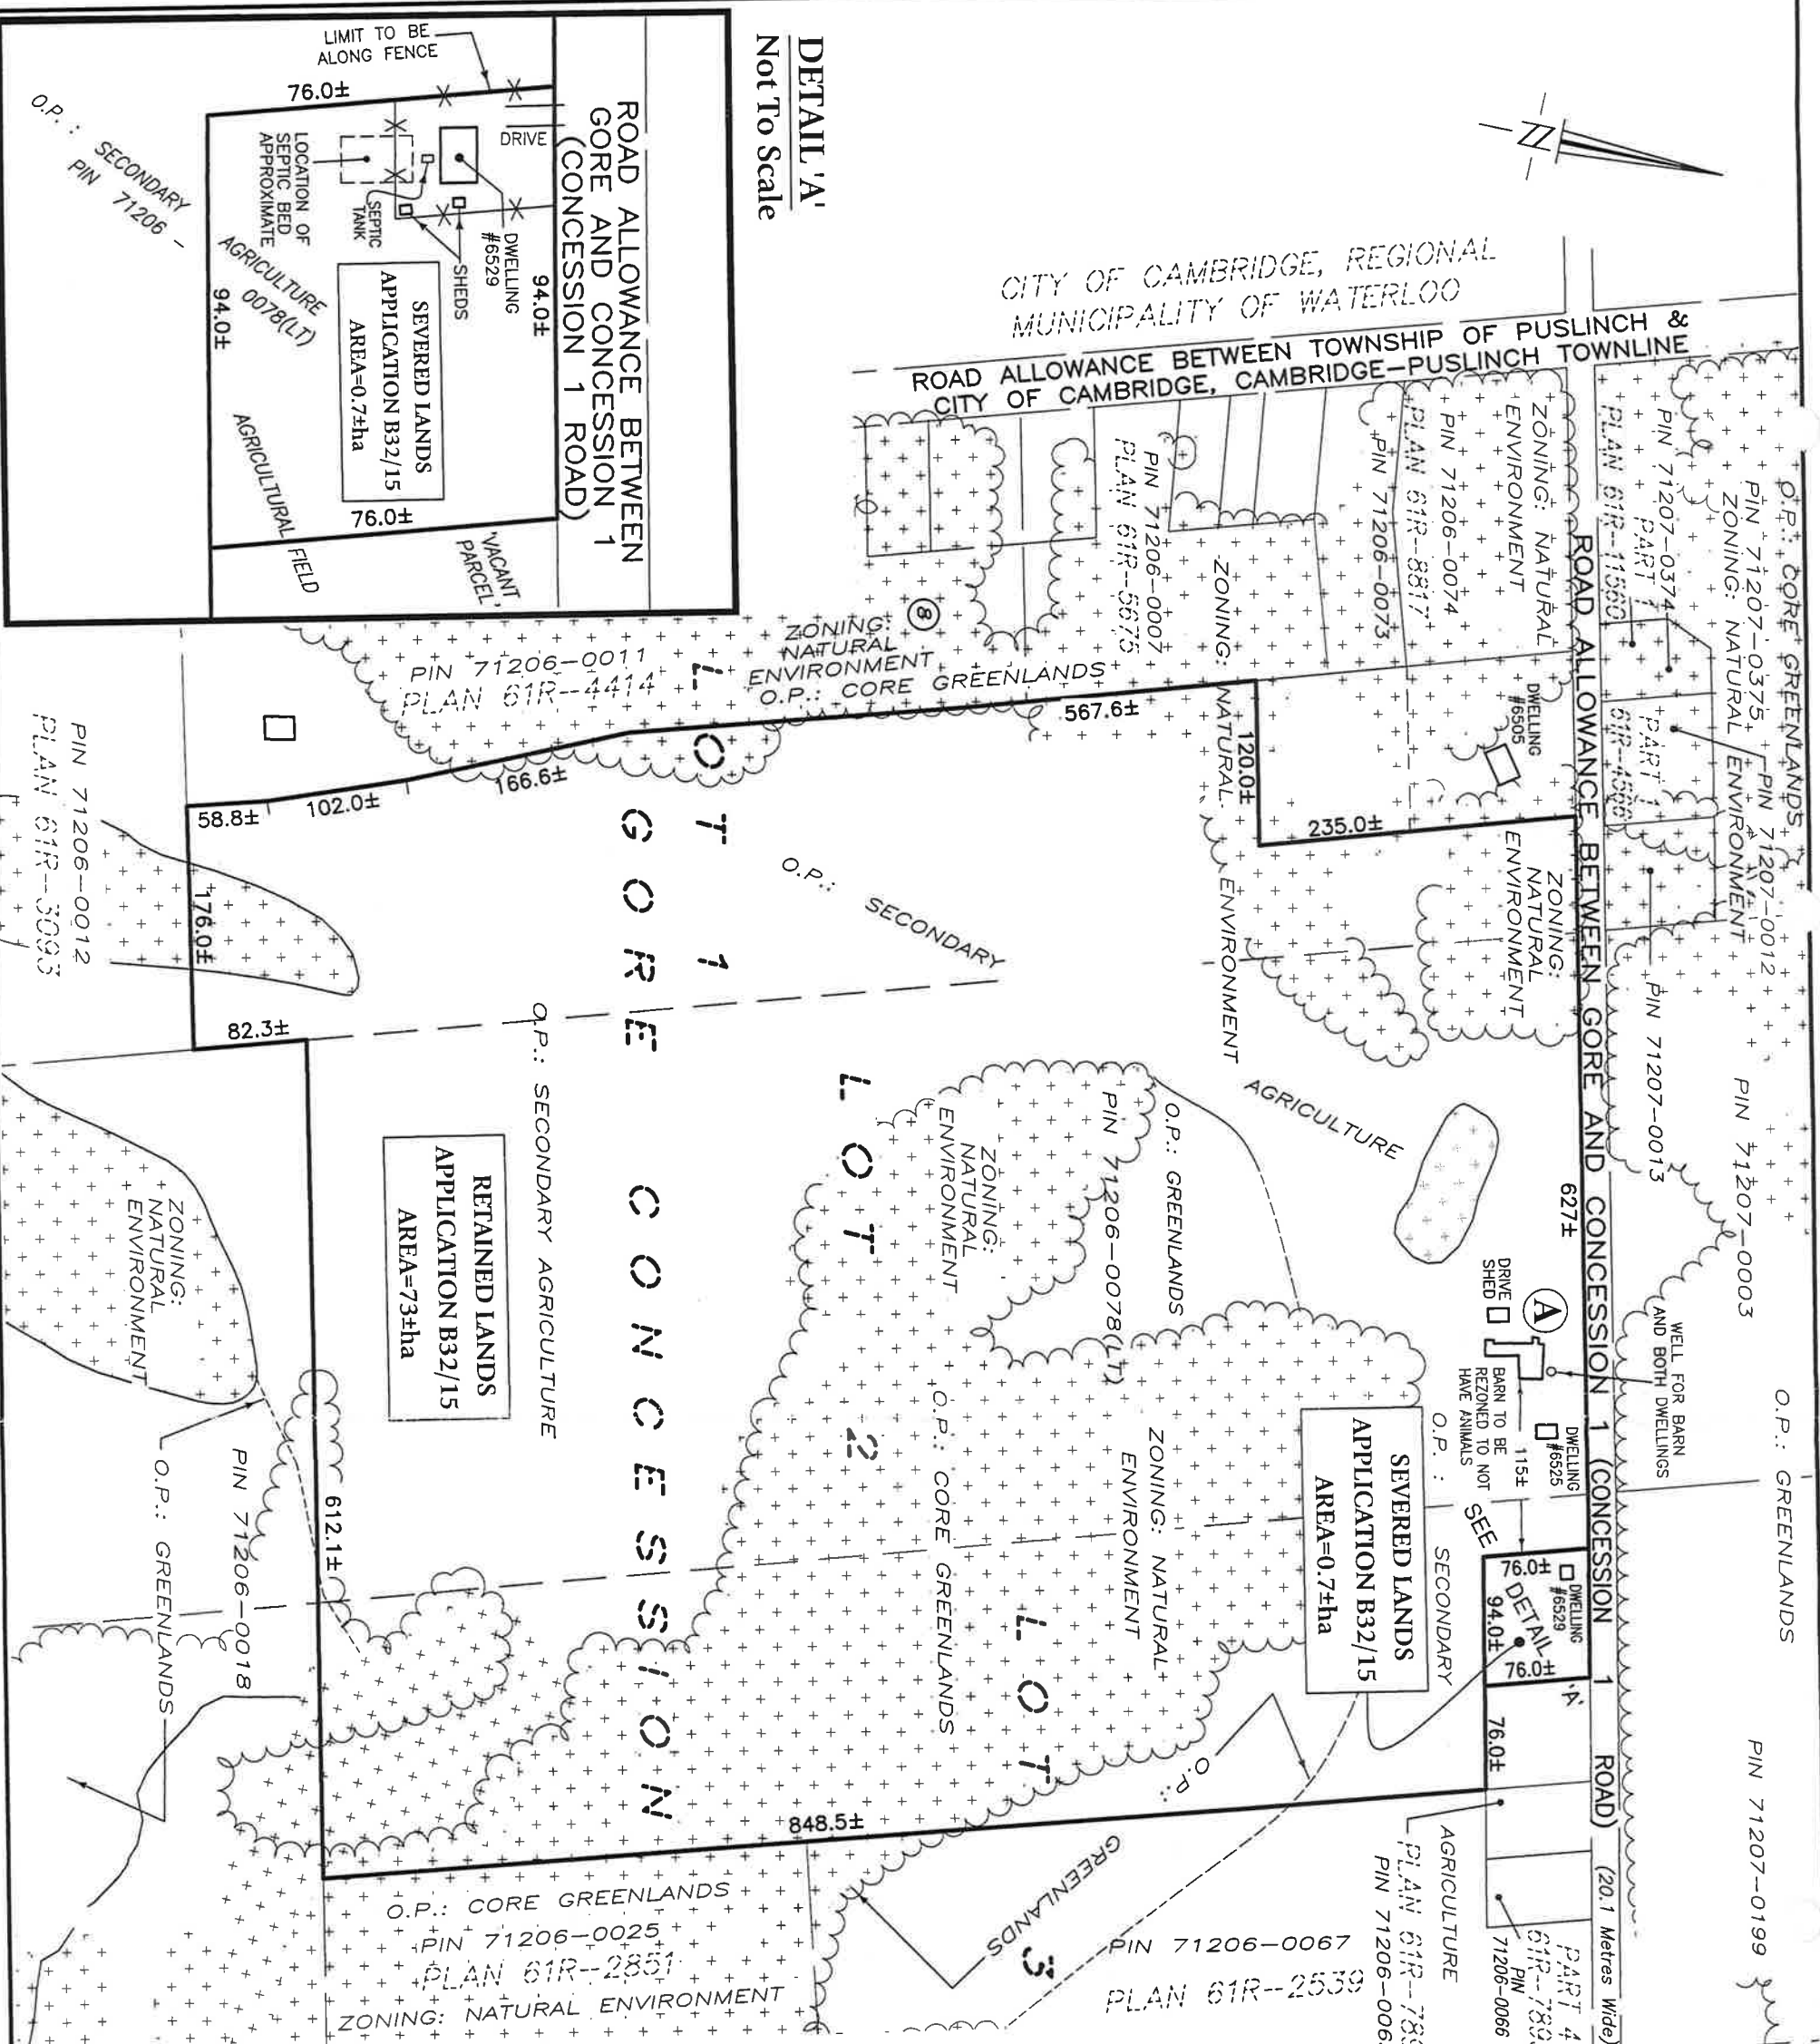 DETAIL 'A'
Not To Scale
ROAD ALLOWANCE BETWEEN
GORE AND CONCESSION 1
(CONCESSION 1 ROAD)
LIMIT TO BE
ALONG FENCE
76.0±
DRIVE
94.0±
DWELLING
#6529
SHEDS
SEPTIC
TANK
LOCATION OF
SEPTIC BED
APPROXIMATE
SEVERED LANDS
APPLICATION B32/15
AREA=0.7±ha
76.0±
94.0±
O.P. : SECONDARY
AGRICULTURE
PIN 71206 - 0078(LT)
AGRICULTURAL FIELD
'VACANT
PARCEL'
N
CITY OF CAMBRIDGE, REGIONAL
MUNICIPALITY OF WATERLOO
ROAD ALLOWANCE BETWEEN TOWNSHIP OF PUSLINCH &
CITY OF CAMBRIDGE, CAMBRIDGE-PUSLINCH TOWNLINE
O.P.: CORE GREENLANDS
PIN 71207-0375
ZONING: NATURAL ENVIRONMENT
PIN 71207-0374
PART 1
PLAN 61R-11560
PIN 71207-0012
PART 1
61R-4566
PIN 71207-0013
PIN 71207-0003
O.P.: GREENLANDS
PIN 71207-0199
ROAD ALLOWANCE BETWEEN GORE AND CONCESSION 1 (CONCESSION 1 ROAD)
(20.1 Metres Wide)
ZONING: NATURAL
ENVIRONMENT
PIN 71206-0074
PLAN 61R-8817
PIN 71206-0073
DWELLING
#6505
PIN 71206-0007
PLAN 61R-5675
ZONING: NATURAL ENVIRONMENT
8
ZONING:
NATURAL
ENVIRONMENT
O.P.: CORE GREENLANDS
PIN 71206-0011
PLAN 61R-4414
567.6±
120.0±
235.0±
627±
166.6±
102.0±
58.8±
176.0±
82.3±
612.1±
848.5±
PIN 71206-0012
PLAN 61R-3093
ZONING:
NATURAL
ENVIRONMENT
LOT 1
GORE CONCESSION
LOT 2
LOT 3
O.P.: SECONDARY AGRICULTURE
O.P.: SECONDARY AGRICULTURE
O.P.: GREENLANDS
PIN 71206-0078(LT)
ZONING:
NATURAL
ENVIRONMENT
RETAINED LANDS
APPLICATION B32/15
AREA=73±ha
O.P.: CORE GREENLANDS
ZONING: NATURAL
ENVIRONMENT
DRIVE
SHED
A
WELL FOR BARN
AND BOTH DWELLINGS
BARN TO BE
REZONED TO NOT
HAVE ANIMALS
115±
DWELLING
#6525
SEE DETAIL 'A'
76.0±
DWELLING
#6529
94.0±
76.0±
76.0±
SEVERED LANDS
APPLICATION B32/15
AREA=0.7±ha
O.P. : SECONDARY AGRICULTURE
O.P.: GREENLANDS
PART 4
PIN
71206-0066
PIN 71206-0067
PLAN 61R-2539
ZONING:
NATURAL
ENVIRONMENT
O.P.: GREENLANDS
PIN 71206-0018
O.P.: CORE GREENLANDS
PIN 71206-0025
PLAN 61R-2851
ZONING: NATURAL ENVIRONMENT